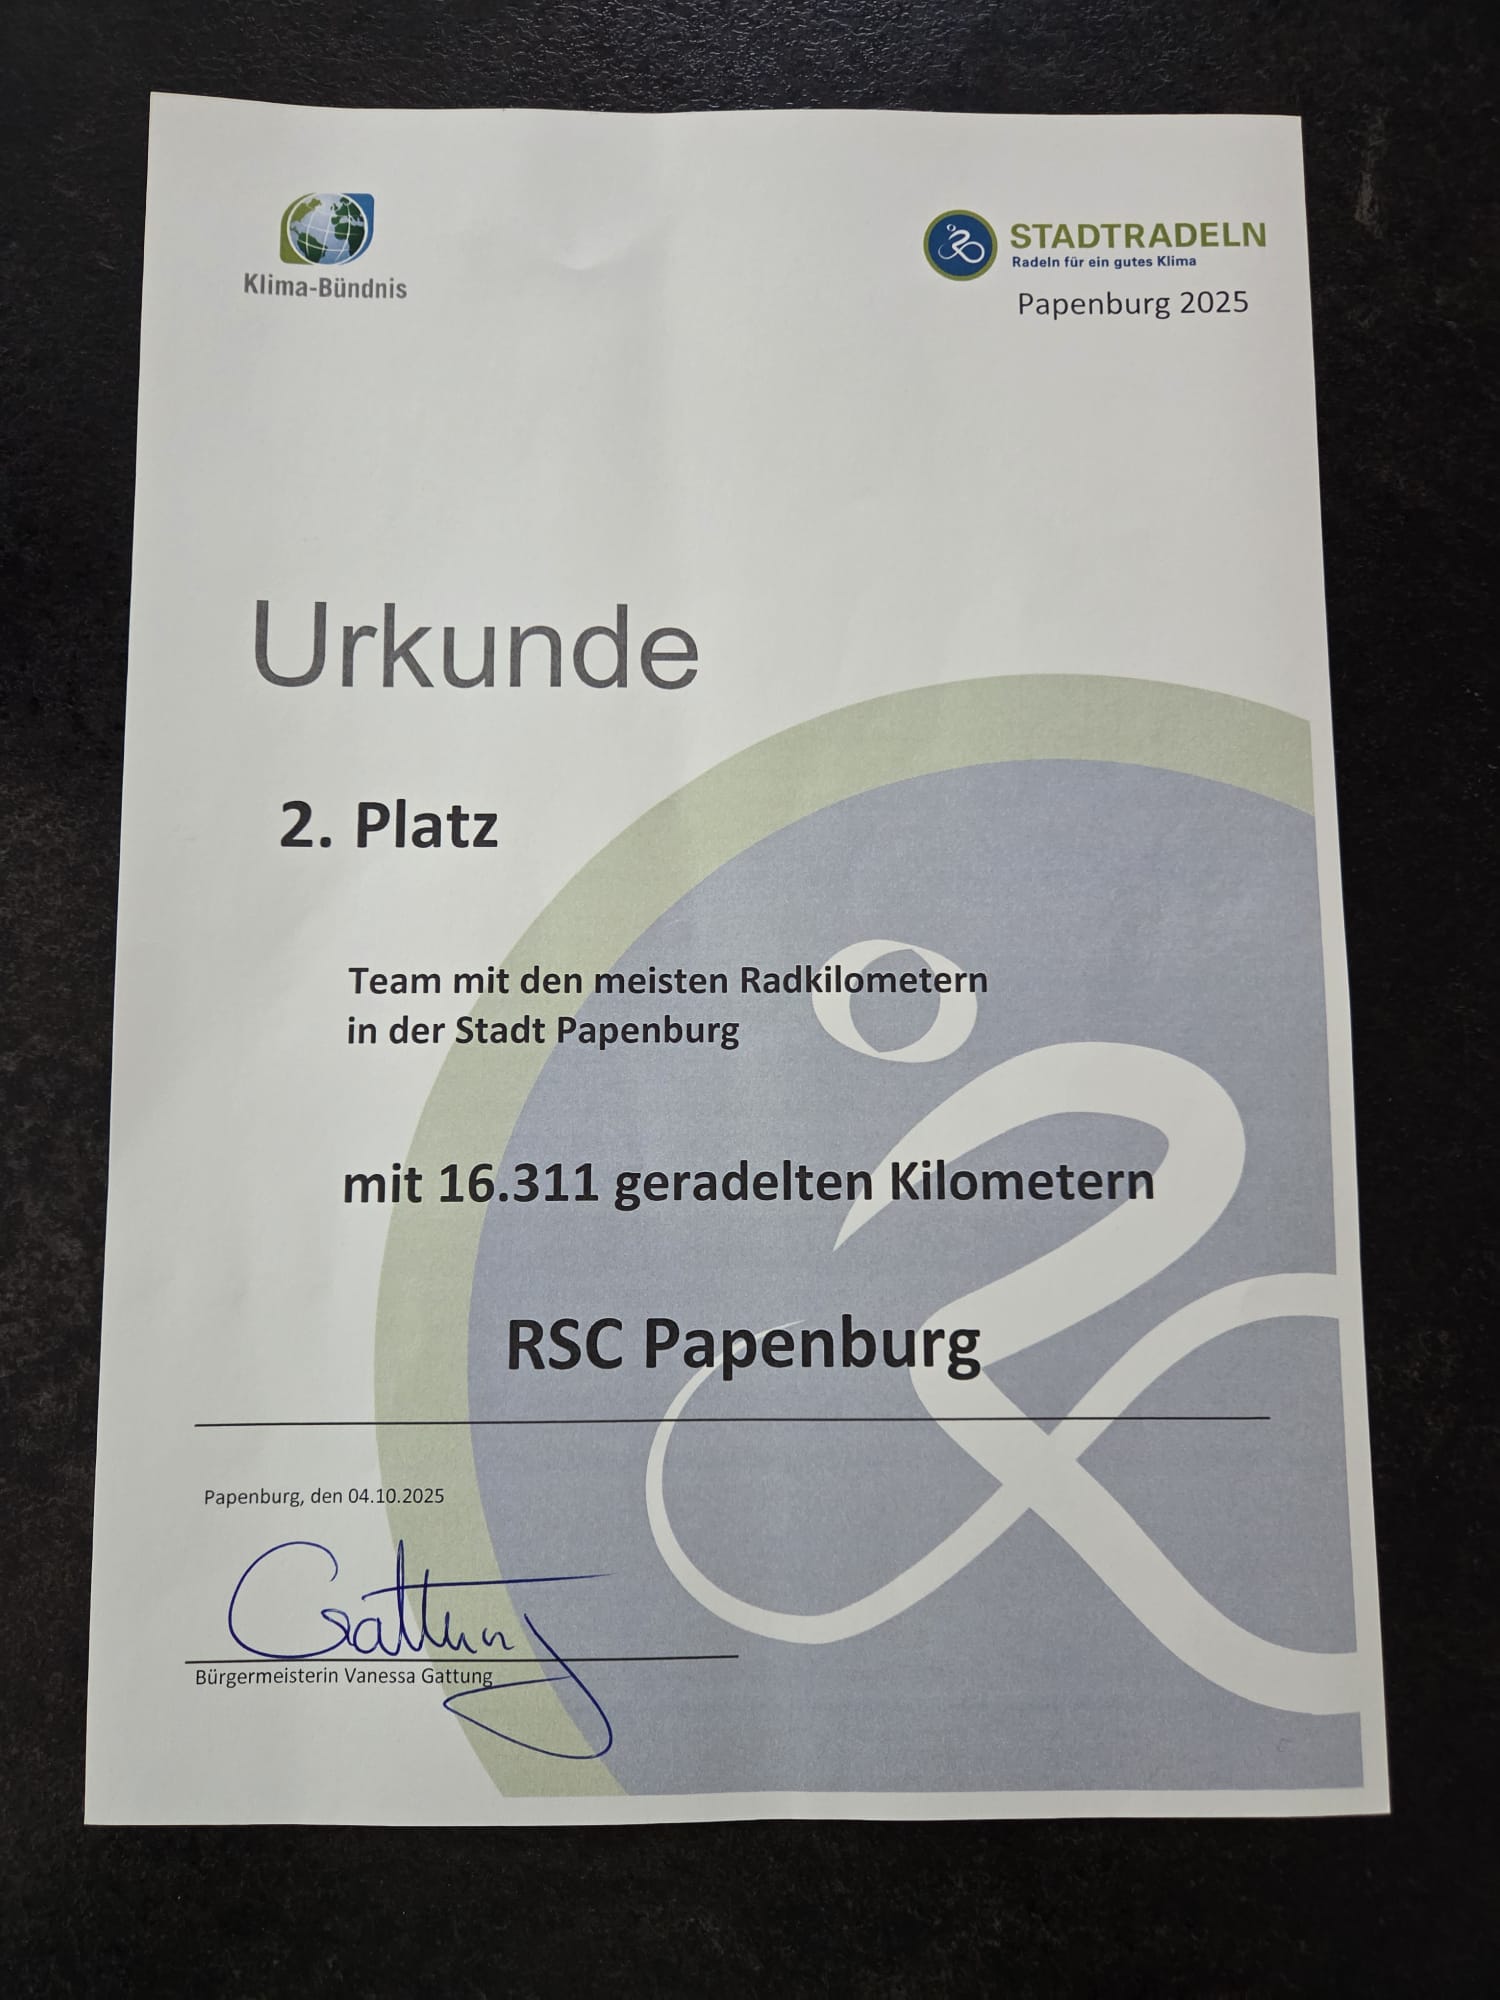 Klima-Bündnis
STADTRADELN
Radeln für ein gutes Klima
Papenburg 2025
Urkunde
2. Platz
Team mit den meisten Radkilometern
in der Stadt Papenburg
mit 16.311 geradelten Kilometern
RSC Papenburg
Papenburg, den 04.10.2025
Gattung
Bürgermeisterin Vanessa Gattung